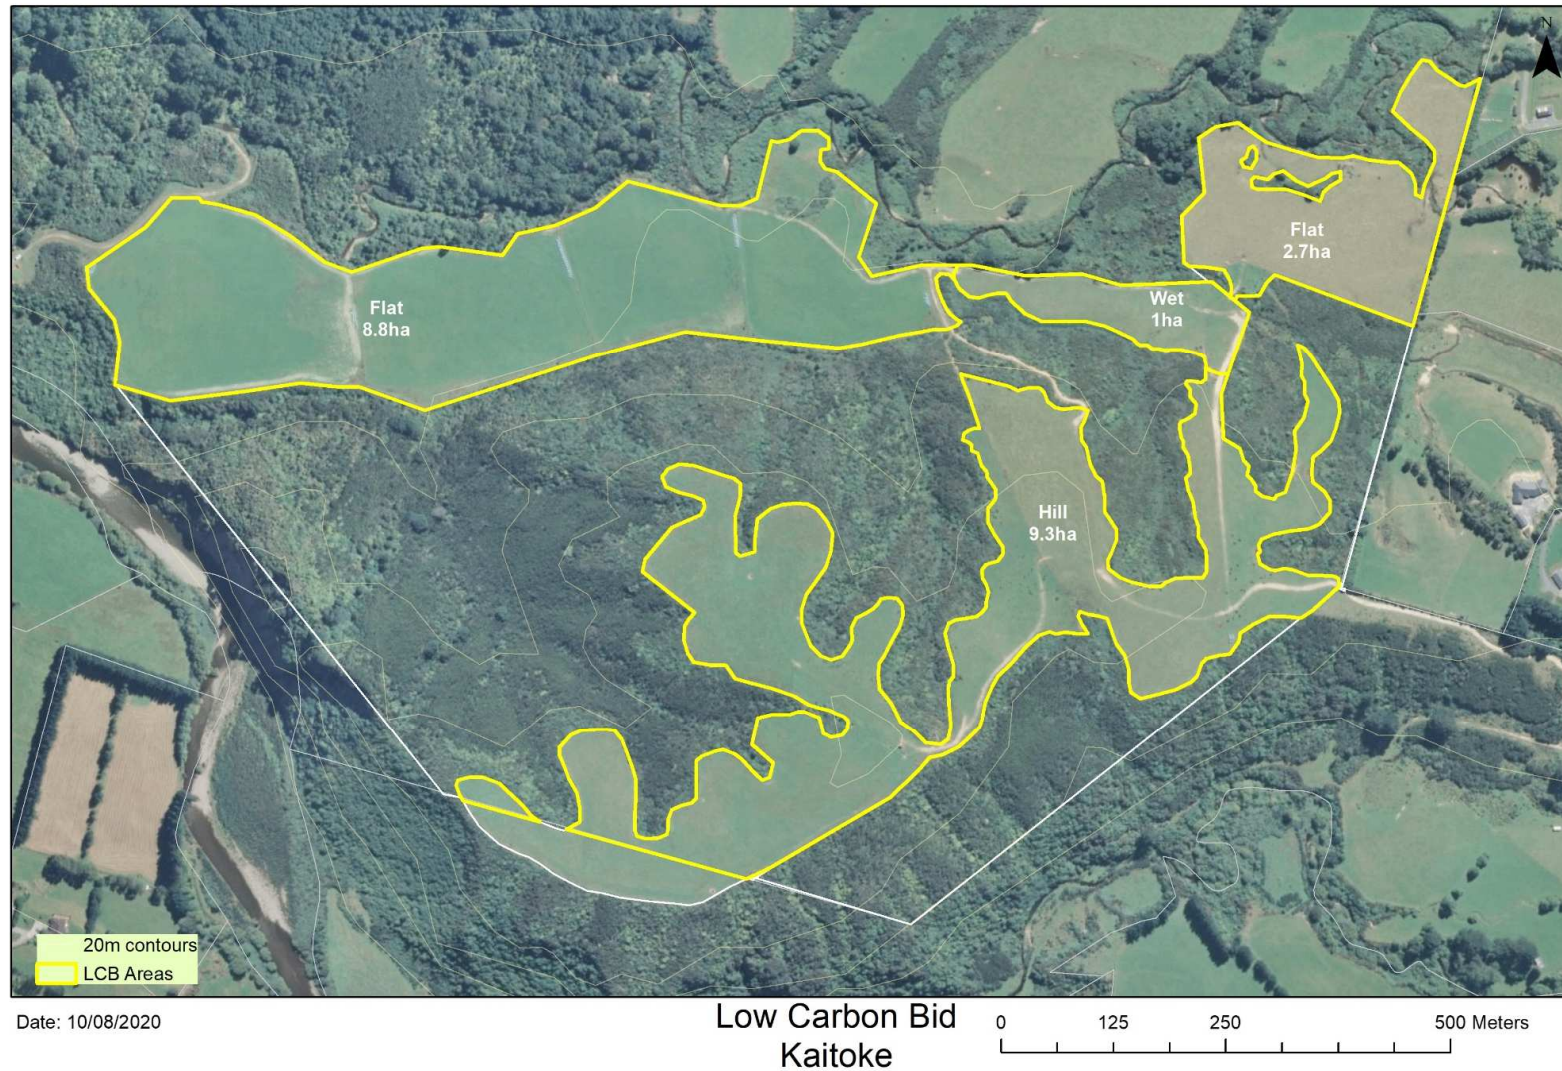 N
Flat
2.7ha
Flat
8.8ha
Wet
1ha
Hill
9.3ha
20m contours
LCB Areas
Date: 10/08/2020
Low Carbon Bid
Kaitoke
0 125 250 500 Meters